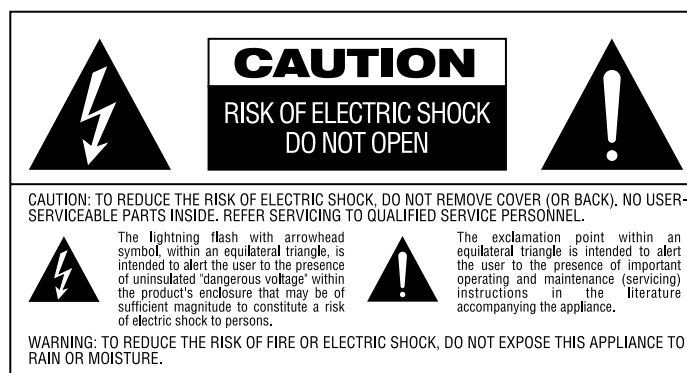 CAUTION
RISK OF ELECTRIC SHOCK
DO NOT OPEN
CAUTION: TO REDUCE THE RISK OF ELECTRIC SHOCK, DO NOT REMOVE COVER (OR BACK). NO USER-
SERVICEABLE PARTS INSIDE. REFER SERVICING TO QUALIFIED SERVICE PERSONNEL.
The lightning flash with arrowhead
symbol, within an equilateral triangle, is
intended to alert the user to the presence
of uninsulated "dangerous voltage" within
the product's enclosure that may be of
sufficient magnitude to constitute a risk
of electric shock to persons.
The exclamation point within an
equilateral triangle is intended to alert
the user to the presence of important
operating and maintenance (servicing)
instructions in the literature
accompanying the appliance.
WARNING: TO REDUCE THE RISK OF FIRE OR ELECTRIC SHOCK, DO NOT EXPOSE THIS APPLIANCE TO
RAIN OR MOISTURE.